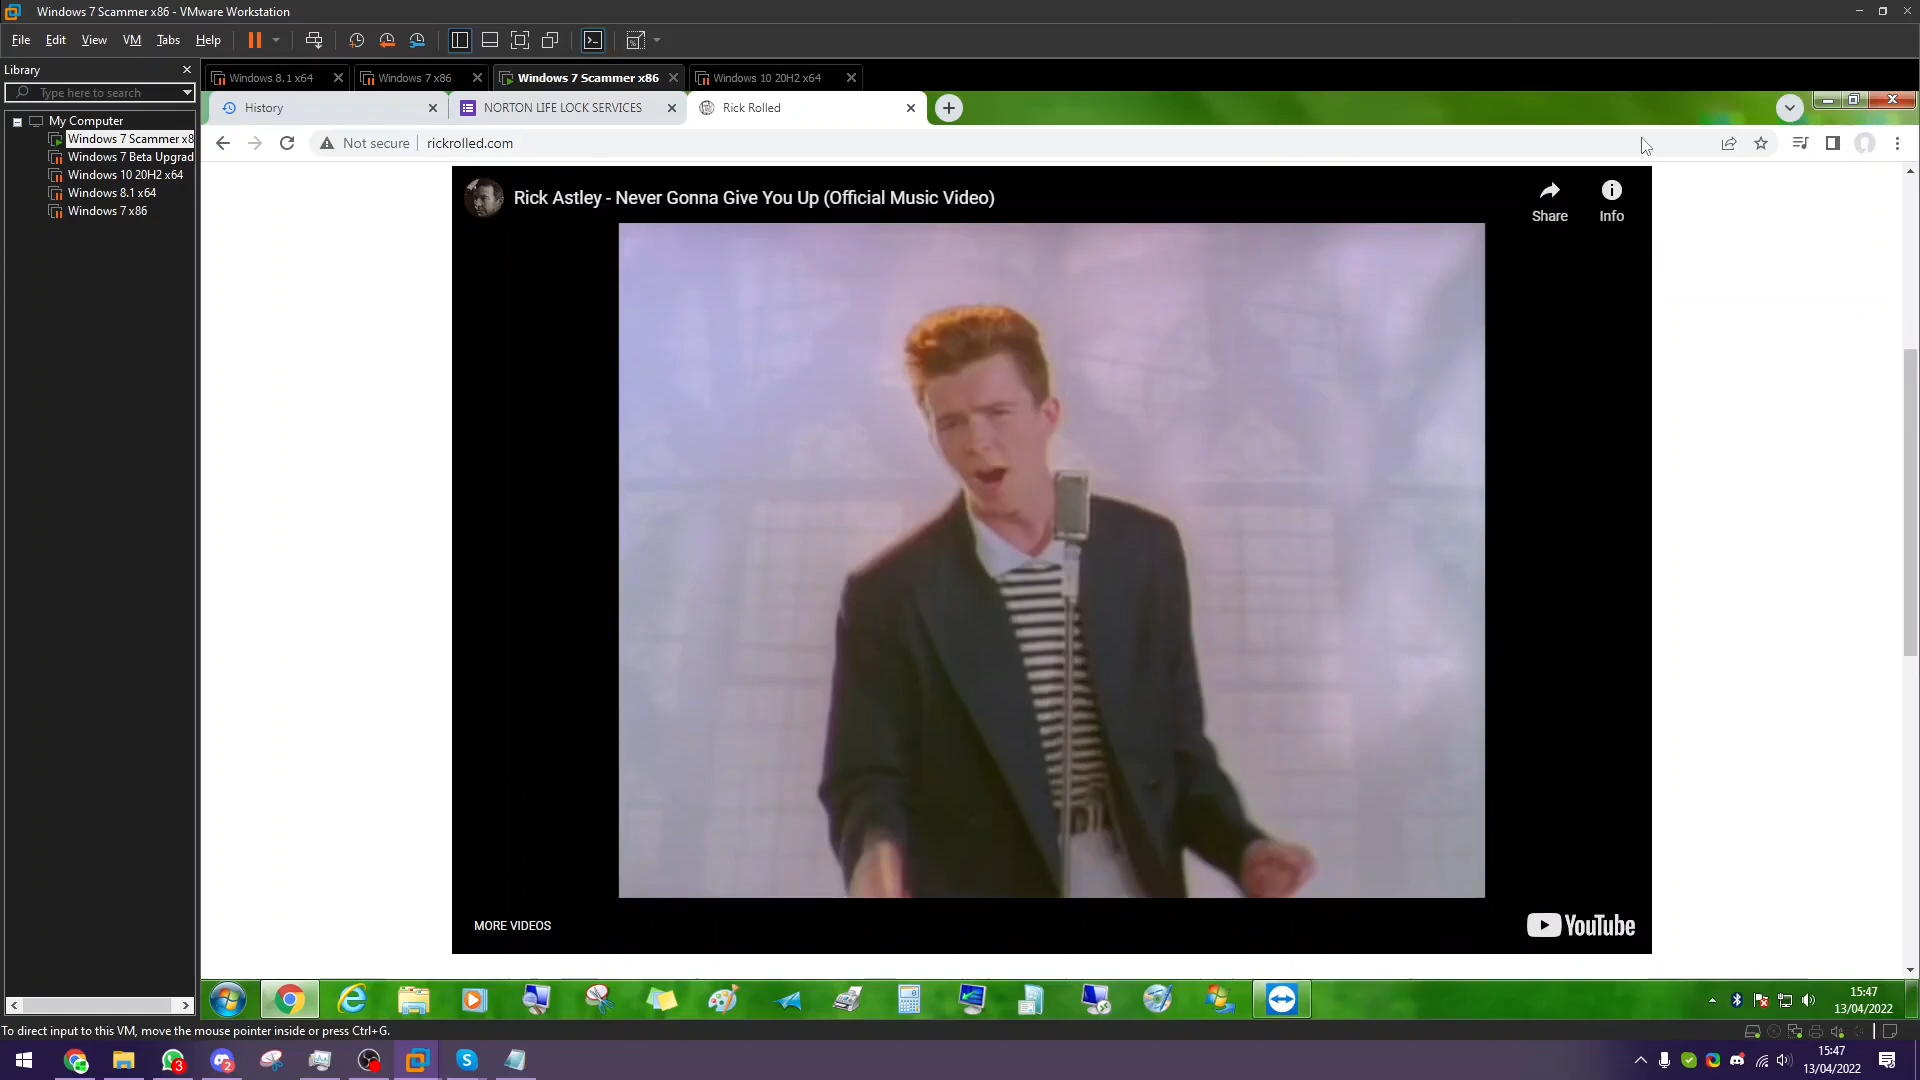 Windows 7 Scammer x86 - VMware Workstation
File Edit View VM Tabs Help
Library
Type here to search
My Computer
Windows 7 Scammer x8
Windows 7 Beta Upgrad
Windows 10 20H2 x64
Windows 8.1 x64
Windows 7 x86
Windows 8.1 x64
Windows 7 x86
Windows 7 Scammer x86
Windows 10 20H2 x64
History
NORTON LIFE LOCK SERVICES
Rick Rolled
Not secure
rickrolled.com
Rick Astley - Never Gonna Give You Up (Official Music Video)
Share
Info
MORE VIDEOS
YouTube
15:47
13/04/2022
To direct input to this VM, move the mouse pointer inside or press Ctrl+G.
3
2
15:47
13/04/2022